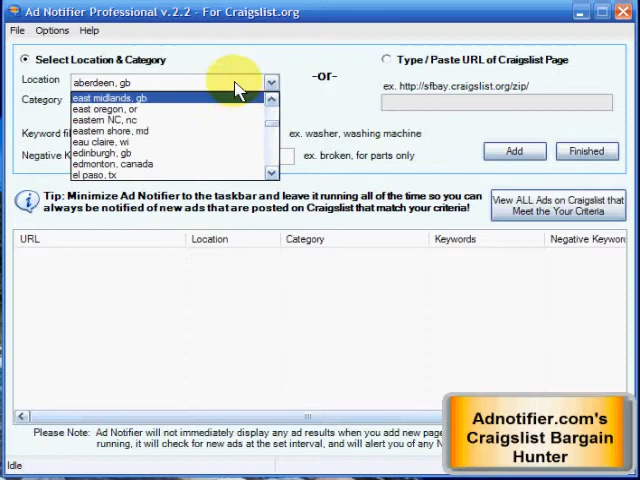 Ad Notifier Professional v.2.2 - For Craigslist.org
File Options Help
Select Location & Category
Type / Paste URL of Craigslist Page
Location
aberdeen, gb
-or-
ex. http://sfbay.craigslist.org/zip/
Category
east midlands, gb
east oregon, or
eastern NC, nc
eastern shore, md
eau claire, wi
edinburgh, gb
edmonton, canada
el paso, tx
Keyword fil
ex. washer, washing machine
Negative K
ex. broken, for parts only
Add
Finished
Tip: Minimize Ad Notifier to the taskbar and leave it running all of the time so you can
always be notified of new ads that are posted on Craigslist that match your criteria!
View ALL Ads on Craigslist that
Meet the Your Criteria
URL Location Category Keywords Negative Keywor
Please Note: Ad Notifier will not immediately display any ad results when you add new page
running, it will check for new ads at the set interval, and will alert you of any N
Adnotifier.com's
Craigslist Bargain
Hunter
Idle